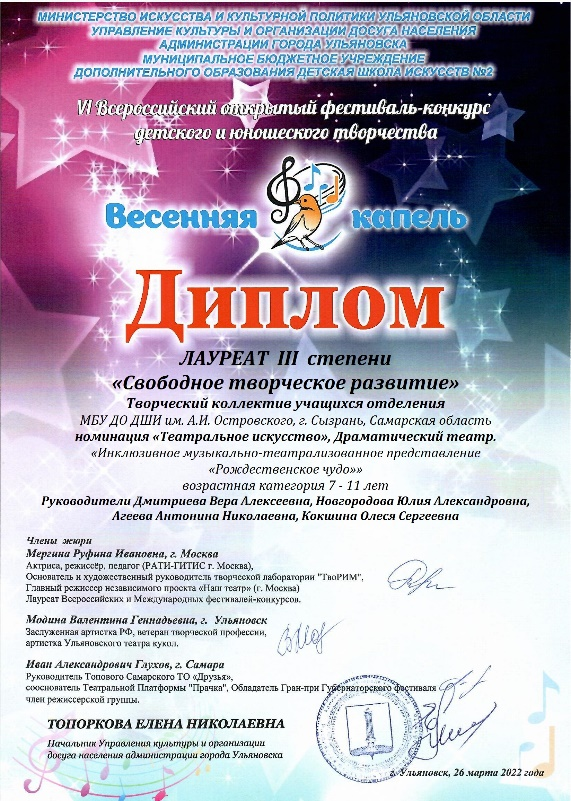 МИНИСТЕРСТВО ИСКУССТВА И КУЛЬТУРНОЙ ПОЛИТИКИ УЛЬЯНОВСКОЙ ОБЛАСТИ
УПРАВЛЕНИЕ КУЛЬТУРЫ И ОРГАНИЗАЦИИ ДОСУГА НАСЕЛЕНИЯ
АДМИНИСТРАЦИИ ГОРОДА УЛЬЯНОВСКА
МУНИЦИПАЛЬНОЕ БЮДЖЕТНОЕ УЧРЕЖДЕНИЕ
ДОПОЛНИТЕЛЬНОГО ОБРАЗОВАНИЯ ДЕТСКАЯ ШКОЛА ИСКУССТВ №2
VI Всероссийский открытый фестиваль-конкурс
детского и юношеского творчества
Весенняя капель
Диплом
ЛАУРЕАТ III степени
«Свободное творческое развитие»
Творческий коллектив учащихся отделения
МБУ ДО ДШИ им. А.И. Островского, г. Сызрань, Самарская область
номинация «Театральное искусство», Драматический театр.
«Инклюзивное музыкально-театрализованное представление
«Рождественское чудо»»
возрастная категория 7 - 11 лет
Руководители Дмитриева Вера Алексеевна, Новгородова Юлия Александровна,
Агеева Антонина Николаевна, Кокшина Олеся Сергеевна
Члены жюри
Мергина Руфина Ивановна, г. Москва
Актриса, режиссёр, педагог (РАТИ-ГИТИС г. Москва),
Основатель и художественный руководитель творческой лаборатории "ТвоРИМ",
Главный режиссер независимого проекта «Наш театр» (г. Москва)
Лауреат Всероссийских и Международных фестивалей-конкурсов.
Модина Валентина Геннадьевна, г. Ульяновск
Заслуженная артистка РФ, ветеран творческой профессии,
артистка Ульяновского театра кукол.
Иван Александрович Глухов, г. Самара
Руководитель Топового Самарского ТО «Друзья»,
сооснователь Театральной Платформы "Прачка", Обладатель Гран-при Губернаторского фестиваля
член режиссерской группы.
ТОПОРКОВА ЕЛЕНА НИКОЛАЕВНА
Начальник Управления культуры и организации
досуга населения администрации города Ульяновска
г. Ульяновск, 26 марта 2022 года